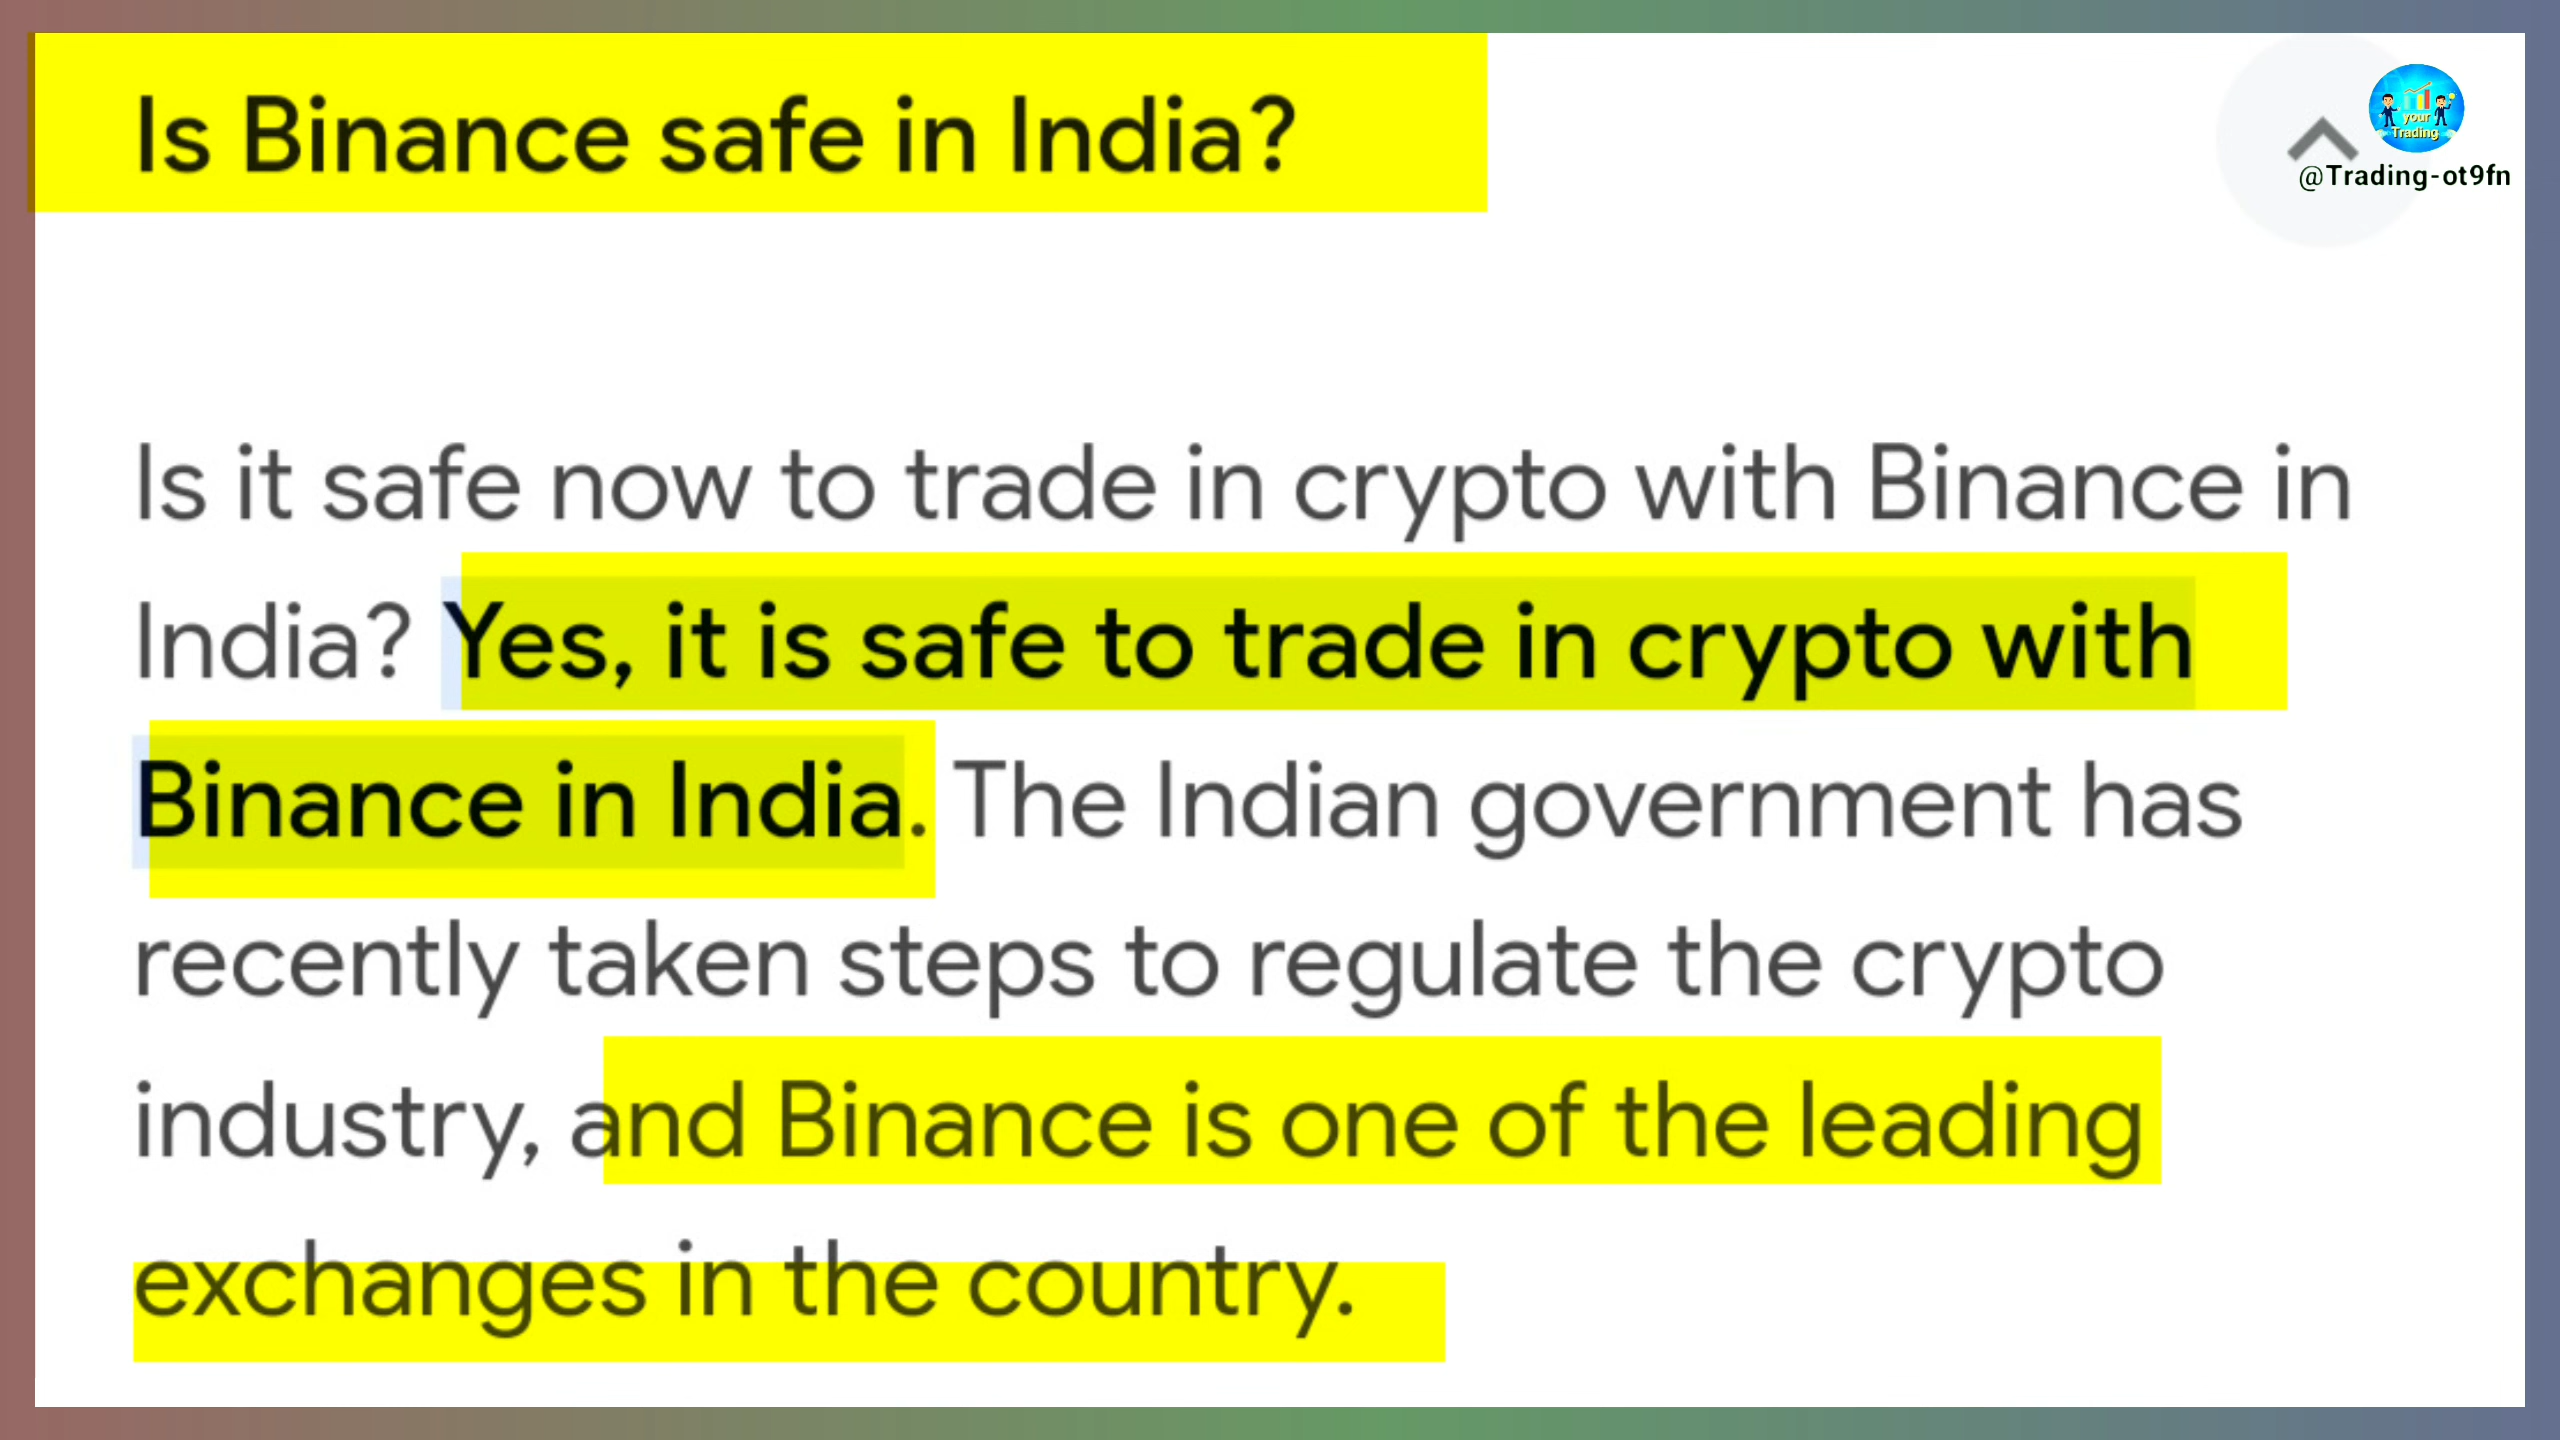 Is Binance safe in India?
your
Trading
@Trading-ot9fn
Is it safe now to trade in crypto with Binance in
India? Yes, it is safe to trade in crypto with
Binance in India. The Indian government has
recently taken steps to regulate the crypto
industry, and Binance is one of the leading
exchanges in the country.